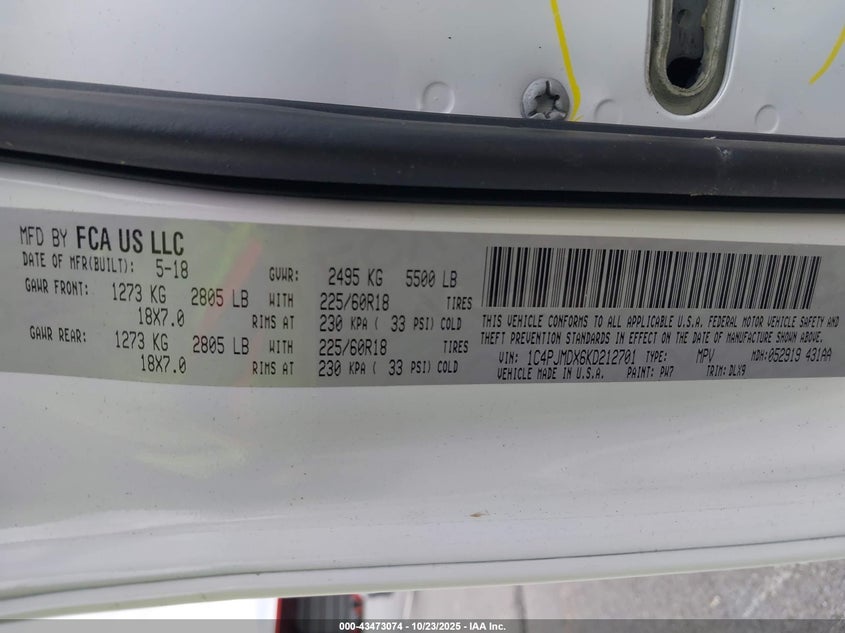 MFD BY FCA US LLC
DATE OF MFR(BUILT): 5-18 GVWR: 2495 KG 5500 LB
GAWR FRONT: 1273 KG 2805 LB WITH 225/60R18 TIRES
18X7.0 RIMS AT 230 KPA ( 33 PSI) COLD
GAWR REAR: 1273 KG 2805 LB WITH 225/60R18 TIRES
18X7.0 RIMS AT 230 KPA ( 33 PSI) COLD
THIS VEHICLE CONFORMS TO ALL APPLICABLE U.S.A. FEDERAL MOTOR VEHICLE SAFETY AND
THEFT PREVENTION STANDARDS IN EFFECT ON THE DATE OF MANUFACTURE SHOWN ABOVE.
VIN: 1C4PJMDX6KD212701 TYPE: MPV MDH:052919 431AA
VEHICLE MADE IN U.S.A. PAINT: PW7 TRIM: DLX9
000-43473074 - 10/23/2025 - IAA Inc.